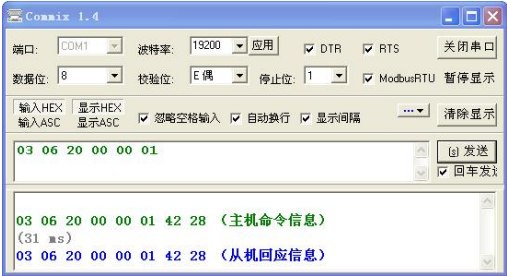 Commix 1.4
端口: COM1 波特率: 19200 应用 DTR RTS 关闭串口
数据位: 8 校验位: E 偶 停止位: 1 ModbusRTU 暂停显示
输入HEX 显示HEX
输入ASC 显示ASC 忽略空格输入 自动换行 显示间隔 ... 清除显示
03 06 20 00 00 01 [s] 发送
回车发送
03 06 20 00 00 01 42 28 (主机命令信息)
(31 ms)
03 06 20 00 00 01 42 28 (从机回应信息)